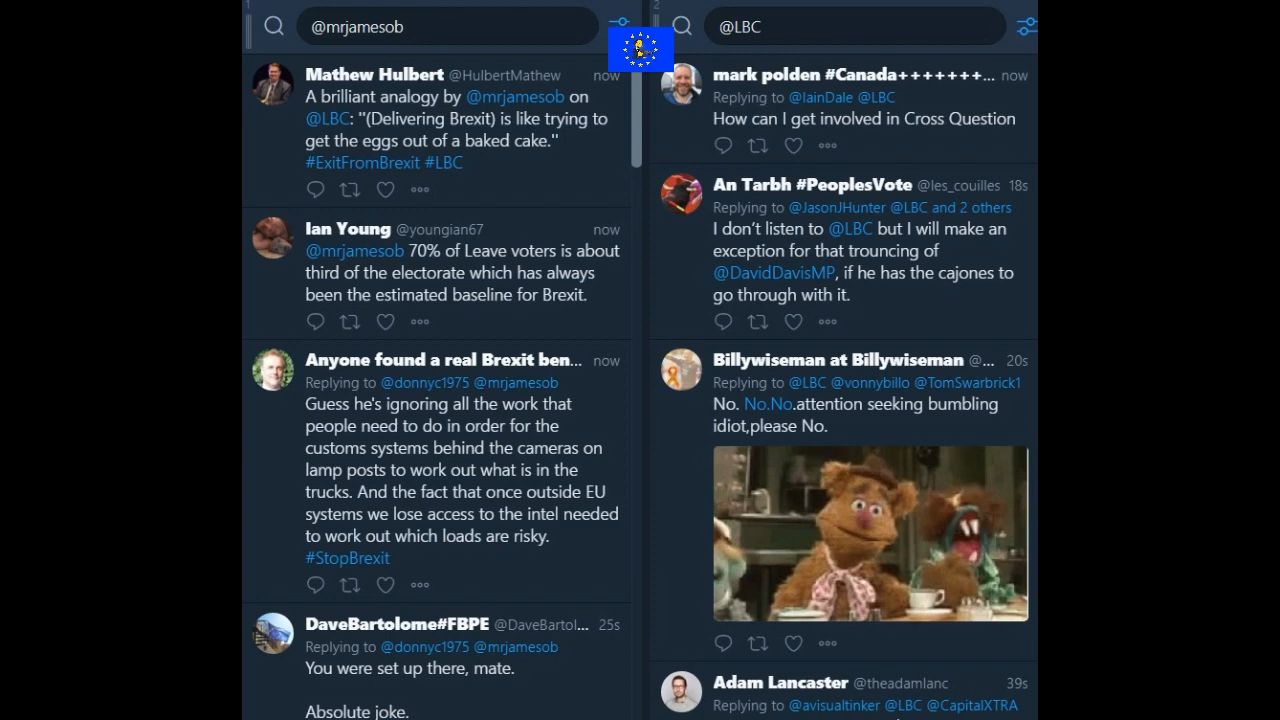 1
@mrjamesob
Mathew Hulbert @HulbertMathew now
A brilliant analogy by @mrjamesob on
@LBC: "(Delivering Brexit) is like trying to
get the eggs out of a baked cake."
#ExitFromBrexit #LBC
Ian Young @youngian67 now
@mrjamesob 70% of Leave voters is about
third of the electorate which has always
been the estimated baseline for Brexit.
Anyone found a real Brexit ben... now
Replying to @donnyc1975 @mrjamesob
Guess he's ignoring all the work that
people need to do in order for the
customs systems behind the cameras on
lamp posts to work out what is in the
trucks. And the fact that once outside EU
systems we lose access to the intel needed
to work out which loads are risky.
#StopBrexit
DaveBartolome#FBPE @DaveBartol... 25s
Replying to @donnyc1975 @mrjamesob
You were set up there, mate.
Absolute joke.
2
@LBC
mark polden #Canada+++++++... now
Replying to @IainDale @LBC
How can I get involved in Cross Question
An Tarbh #PeoplesVote @les_couilles 18s
Replying to @JasonJHunter @LBC and 2 others
I don't listen to @LBC but I will make an
exception for that trouncing of
@DavidDavisMP, if he has the cajones to
go through with it.
Billywiseman at Billywiseman @... 20s
Replying to @LBC @vonnybillo @TomSwarbrick1
No. No.No.attention seeking bumbling
idiot,please No.
Adam Lancaster @theadamlanc 39s
Replying to @avisualtinker @LBC @CapitalXTRA